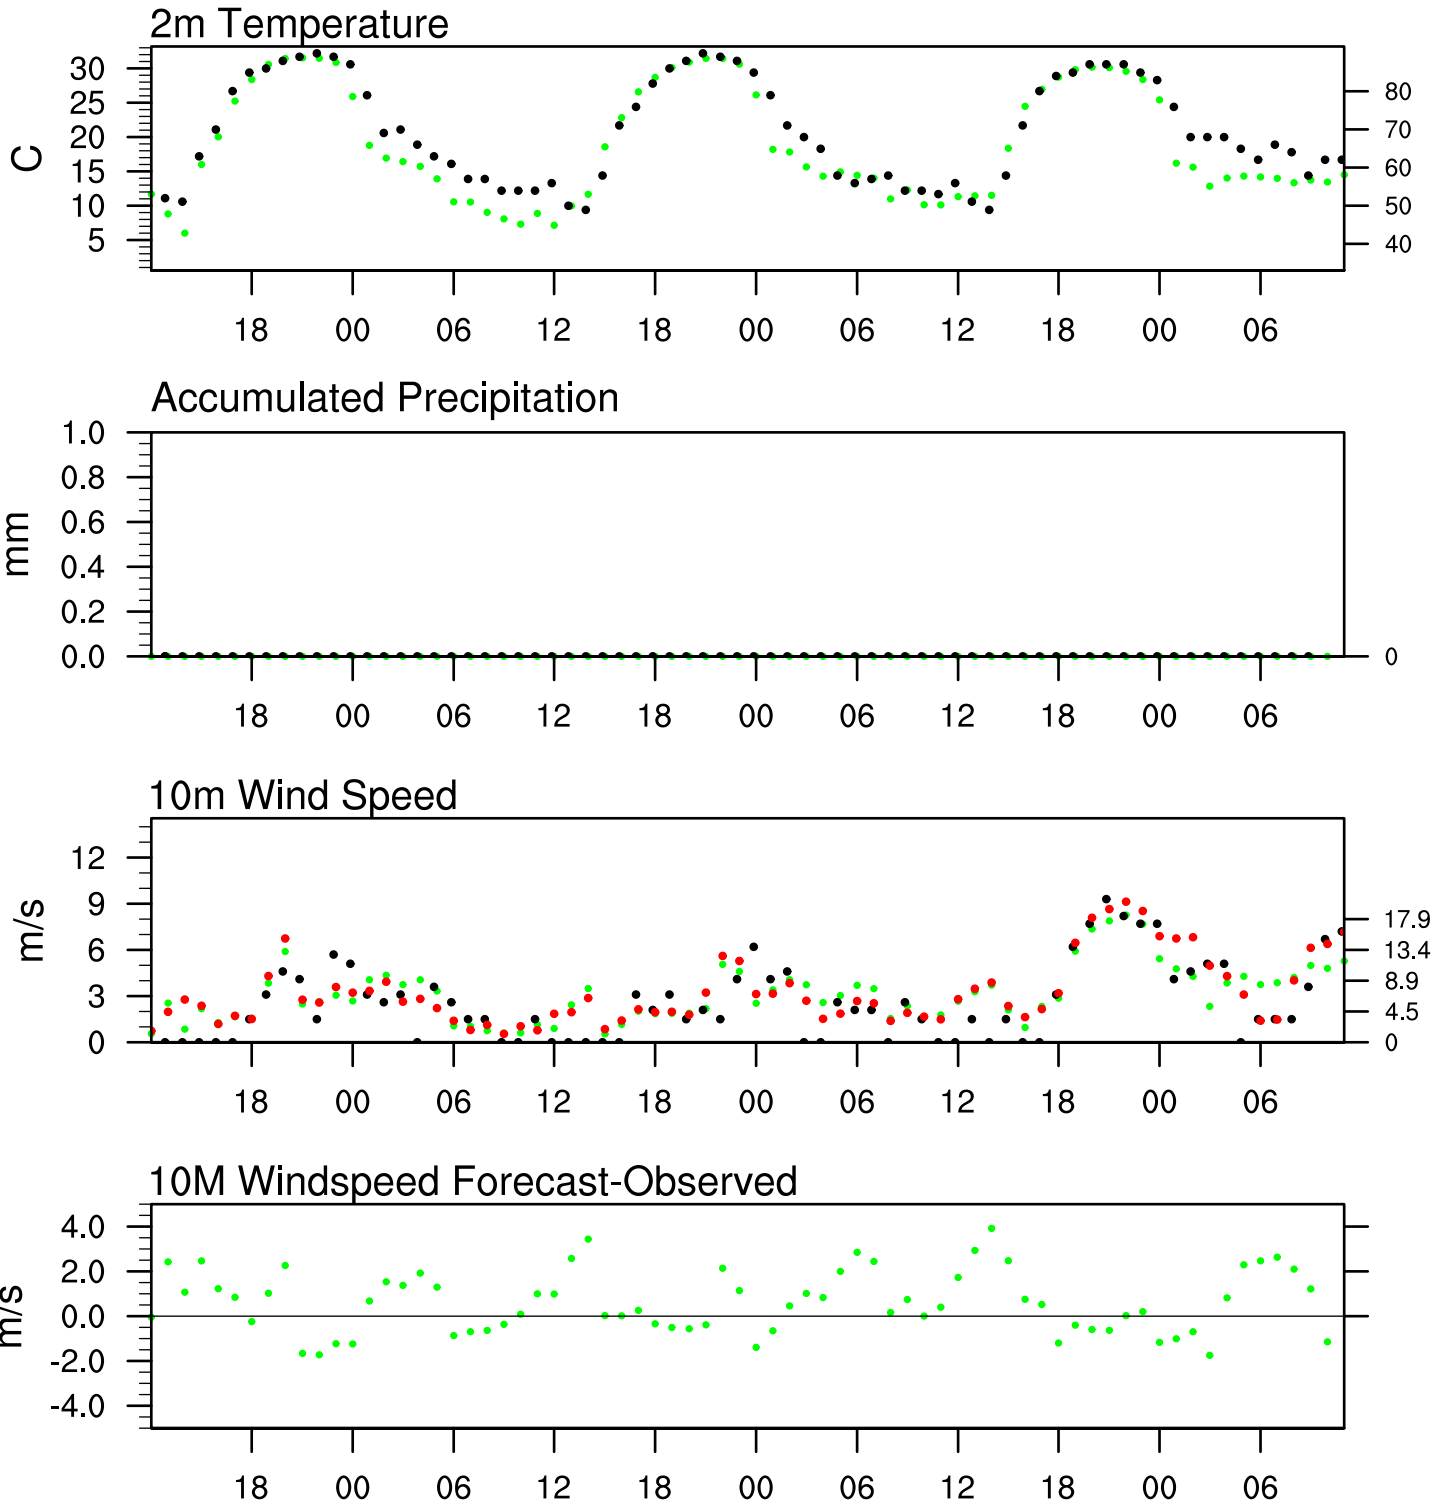 2m Temperature
30
25
20
15
10
5
C
80
70
60
50
40
18 00 06 12 18 00 06 12 18 00 06
Accumulated Precipitation
1.0
0.8
0.6
0.4
0.2
0.0
mm
0
18 00 06 12 18 00 06 12 18 00 06
10m Wind Speed
12
9
6
3
0
m/s
17.9
13.4
8.9
4.5
0
18 00 06 12 18 00 06 12 18 00 06
10M Windspeed Forecast-Observed
4.0
2.0
0.0
-2.0
-4.0
m/s
18 00 06 12 18 00 06 12 18 00 06